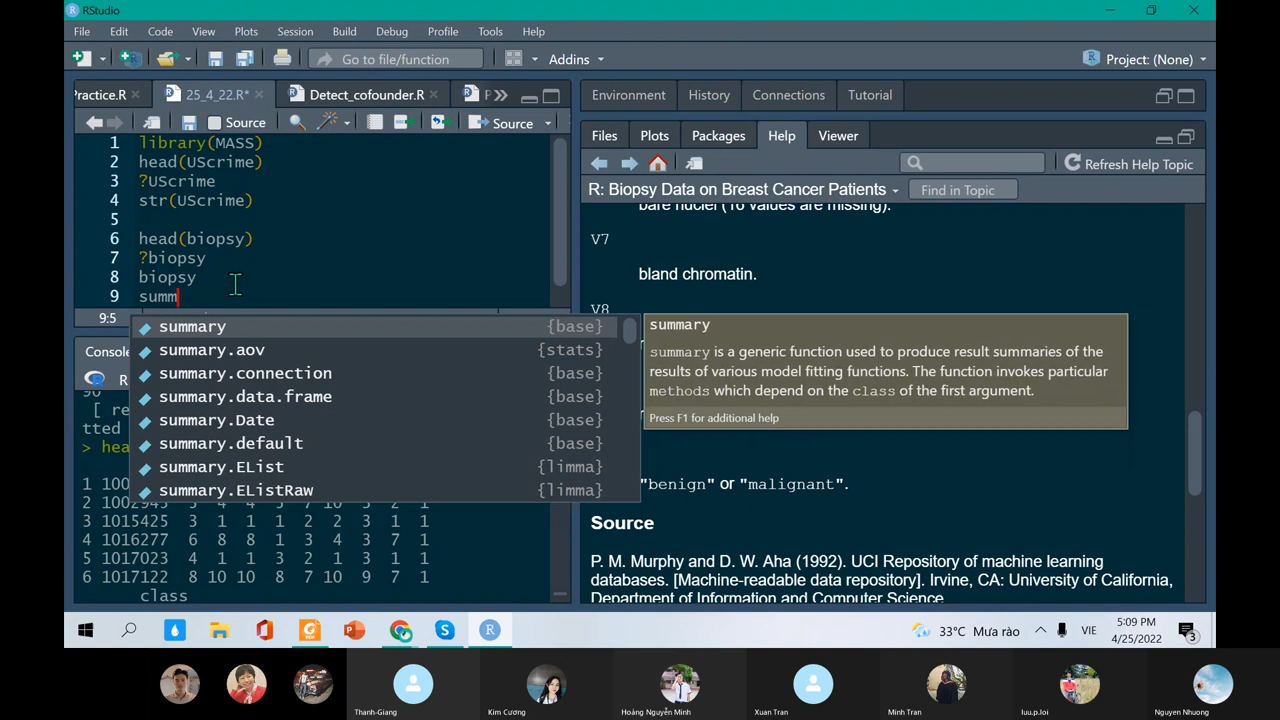 RStudio
File Edit Code View Plots Session Build Debug Profile Tools Help
Go to file/function Addins Project: (None)
Practice.R 25_4_22.R* Detect_cofounder.R
Source Source
1 library(MASS)
2 head(UScrime)
3 ?UScrime
4 str(UScrime)
5
6 head(biopsy)
7 ?biopsy
8 biopsy
9 summ
9:5
summary {base}
summary.aov {stats}
summary.connection {base}
summary.data.frame {base}
summary.Date {base}
summary.default {base}
summary.EList {limma}
summary.EListRaw {limma}
summary
summary is a generic function used to produce result summaries of the
results of various model fitting functions. The function invokes particular
methods which depend on the class of the first argument.
Press F1 for additional help
R
[ re
tted
> hea
3 1015425 3 1 1 1 2 2 3 1 1
4 1016277 6 8 8 1 3 4 3 7 1
5 1017023 4 1 1 3 2 1 3 1 1
6 1017122 8 10 10 8 7 10 9 7 1
class
Environment History Connections Tutorial
Files Plots Packages Help Viewer
Refresh Help Topic
R: Biopsy Data on Breast Cancer Patients Find in Topic
bare nuclei (16 values are missing).
V7
bland chromatin.
V8
"benign" or "malignant".
Source
P. M. Murphy and D. W. Aha (1992). UCI Repository of machine learning
databases. [Machine-readable data repository]. Irvine, CA: University of California,
Department of Information and Computer Science
33°C Mưa rào VIE 5:09 PM
4/25/2022
3
Thanh-Giang Kim Cương Hoàng Nguyễn Minh Xuan Tran Minh Tran luu.p.loi Nguyen Nhuong